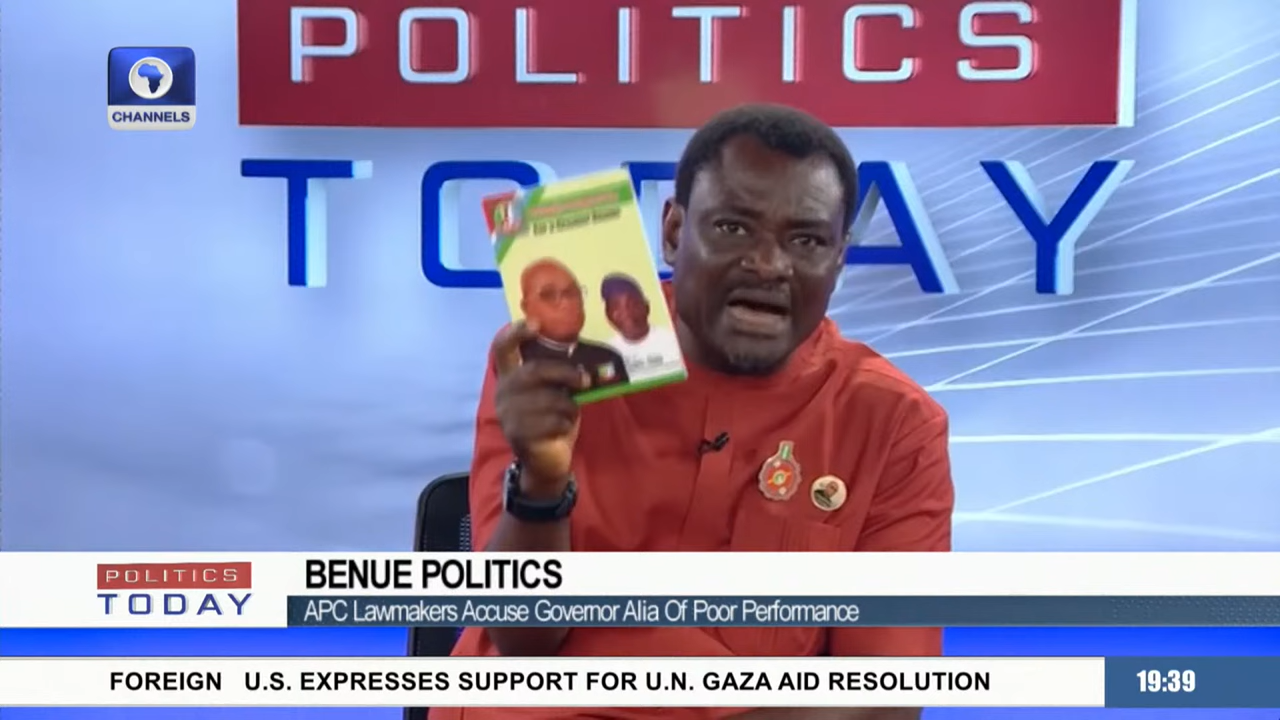 POLITICS
TODAY
CHANNELS
POLITICS
TODAY
BENUE POLITICS
APC Lawmakers Accuse Governor Alia Of Poor Performance
FOREIGN U.S. EXPRESSES SUPPORT FOR U.N. GAZA AID RESOLUTION
19:39